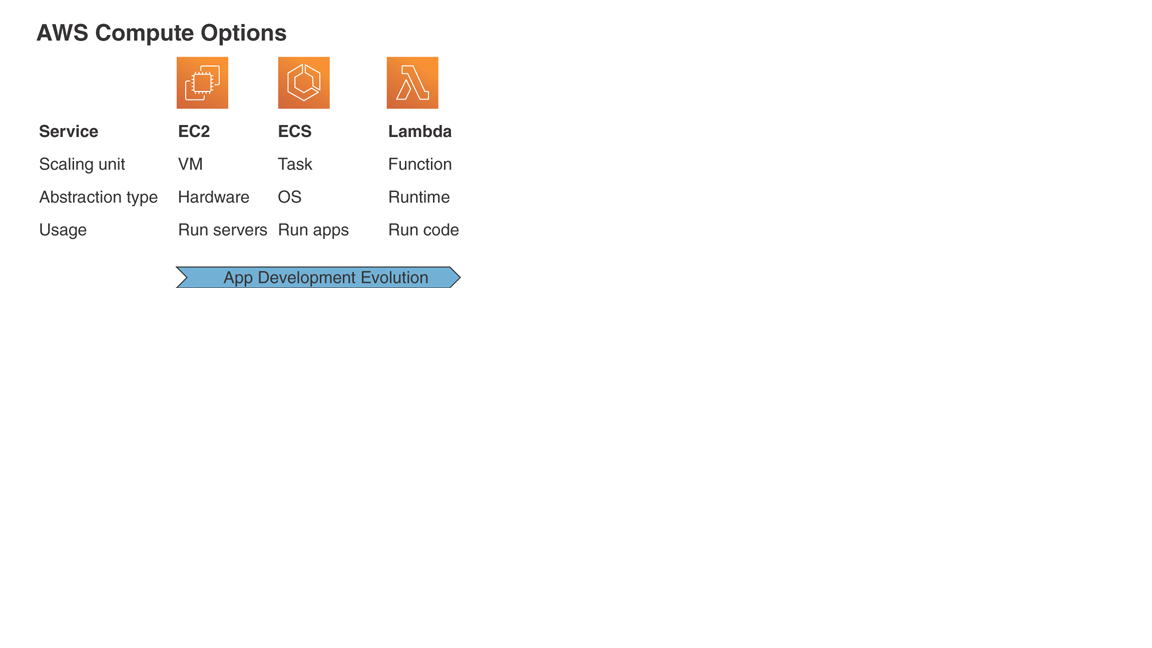 AWS Compute Options
Service EC2 ECS Lambda
Scaling unit VM Task Function
Abstraction type Hardware OS Runtime
Usage Run servers Run apps Run code
App Development Evolution